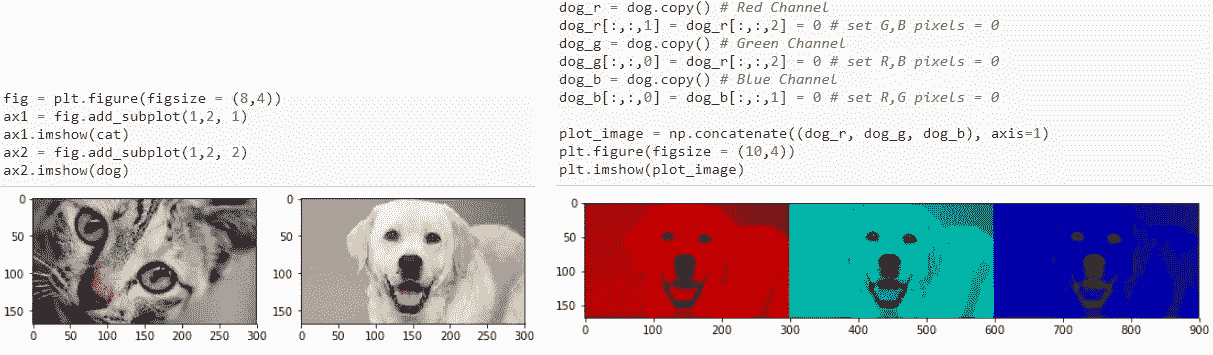 fig = plt.figure(figsize = (8,4))
ax1 = fig.add_subplot(1,2, 1)
ax1.imshow(cat)
ax2 = fig.add_subplot(1,2, 2)
ax2.imshow(dog)
0
50
100
150
0 50 100 150 200 250 300
0
50
100
150
0 50 100 150 200 250 300
dog_r = dog.copy() # Red Channel
dog_r[:,:,1] = dog_r[:,:,2] = 0 # set G,B pixels = 0
dog_g = dog.copy() # Green Channel
dog_g[:,:,0] = dog_r[:,:,2] = 0 # set R,B pixels = 0
dog_b = dog.copy() # Blue Channel
dog_b[:,:,0] = dog_b[:,:,1] = 0 # set R,G pixels = 0
plot_image = np.concatenate((dog_r, dog_g, dog_b), axis=1)
plt.figure(figsize = (10,4))
plt.imshow(plot_image)
0
50
100
150
0 100 200 300 400 500 600 700 800 900